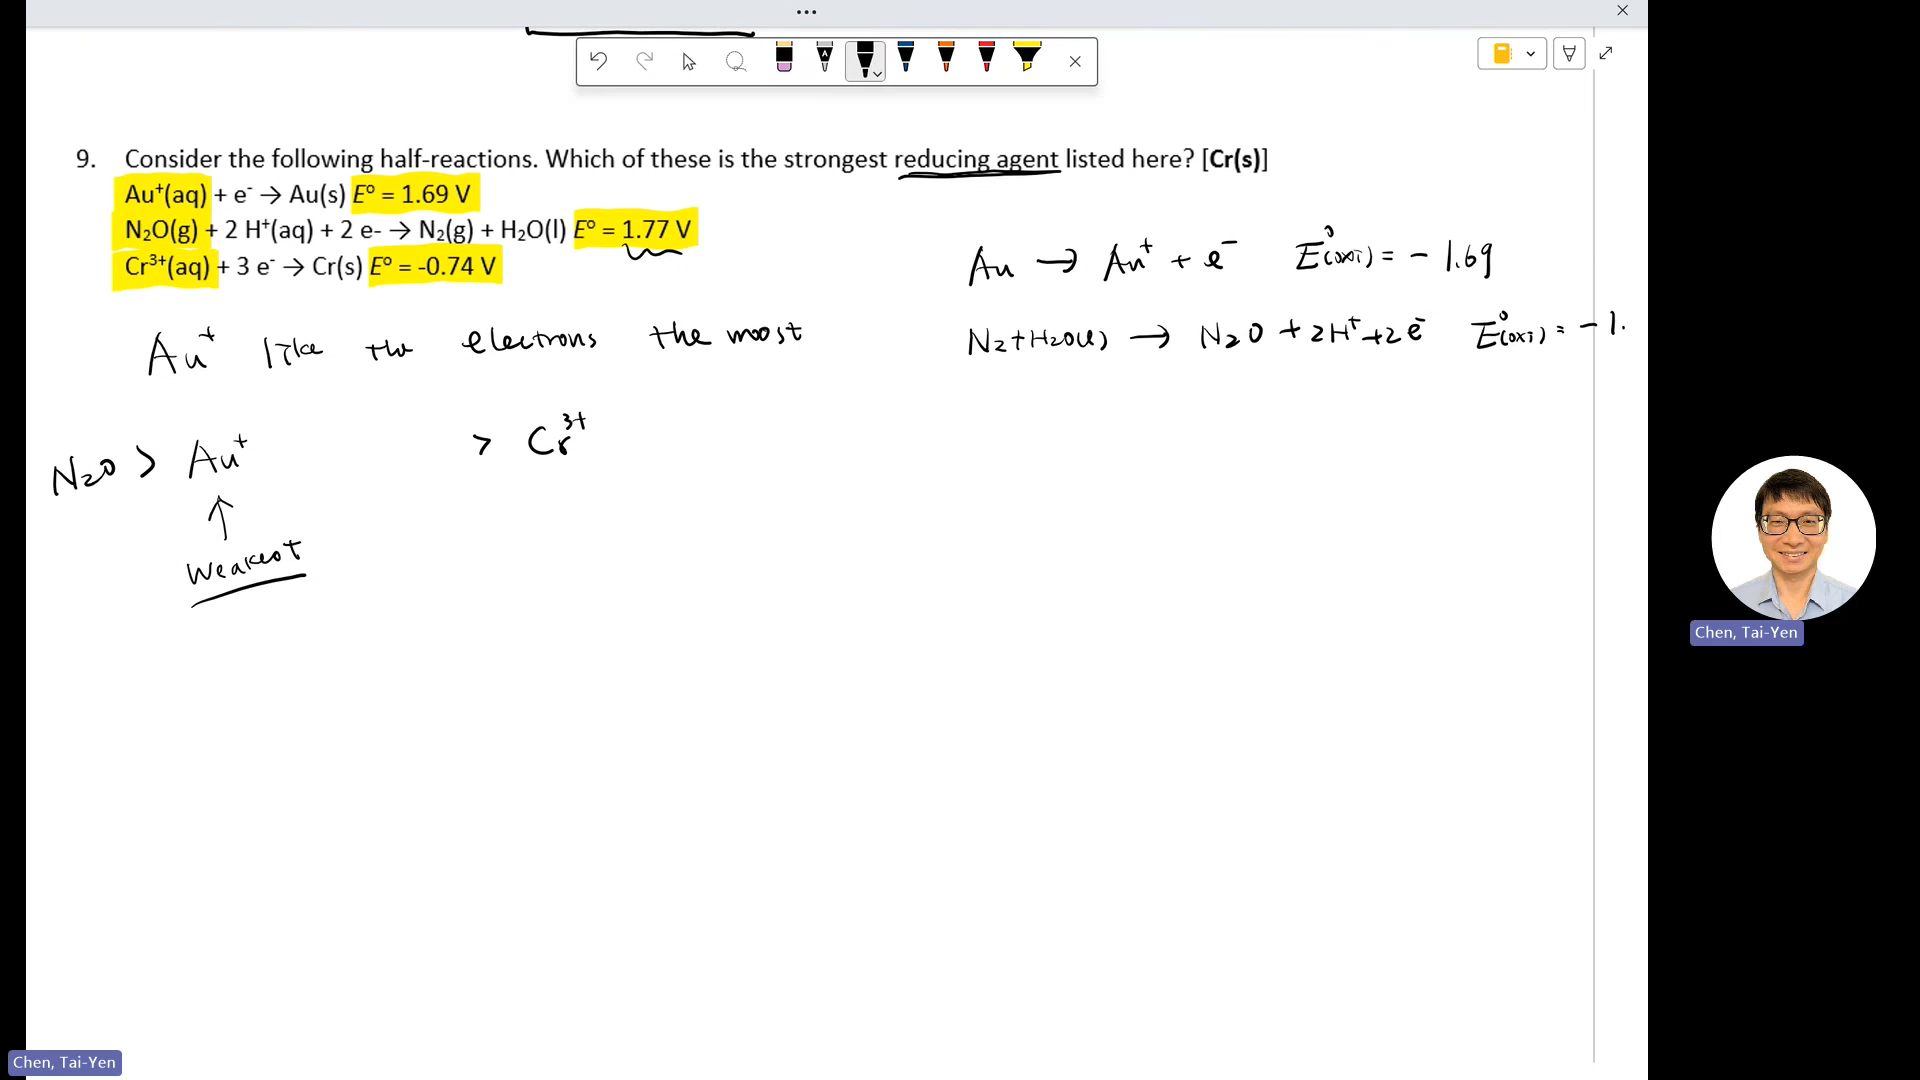 9. Consider the following half-reactions. Which of these is the strongest reducing agent listed here? [Cr(s)]
Au⁺(aq) + e⁻ → Au(s) E° = 1.69 V
N₂O(g) + 2 H⁺(aq) + 2 e- → N₂(g) + H₂O(l) E° = 1.77 V
Cr³⁺(aq) + 3 e⁻ → Cr(s) E° = -0.74 V
Au → Au⁺ + e⁻ E°(oxi) = - 1.69
N₂+H₂O(l) → N₂O + 2H⁺ + 2e⁻ E°(oxi) = - 1.
Au⁺ like the electrons the most
N₂O > Au⁺ > Cr³⁺
↑
Weakest
Chen, Tai-Yen
Chen, Tai-Yen